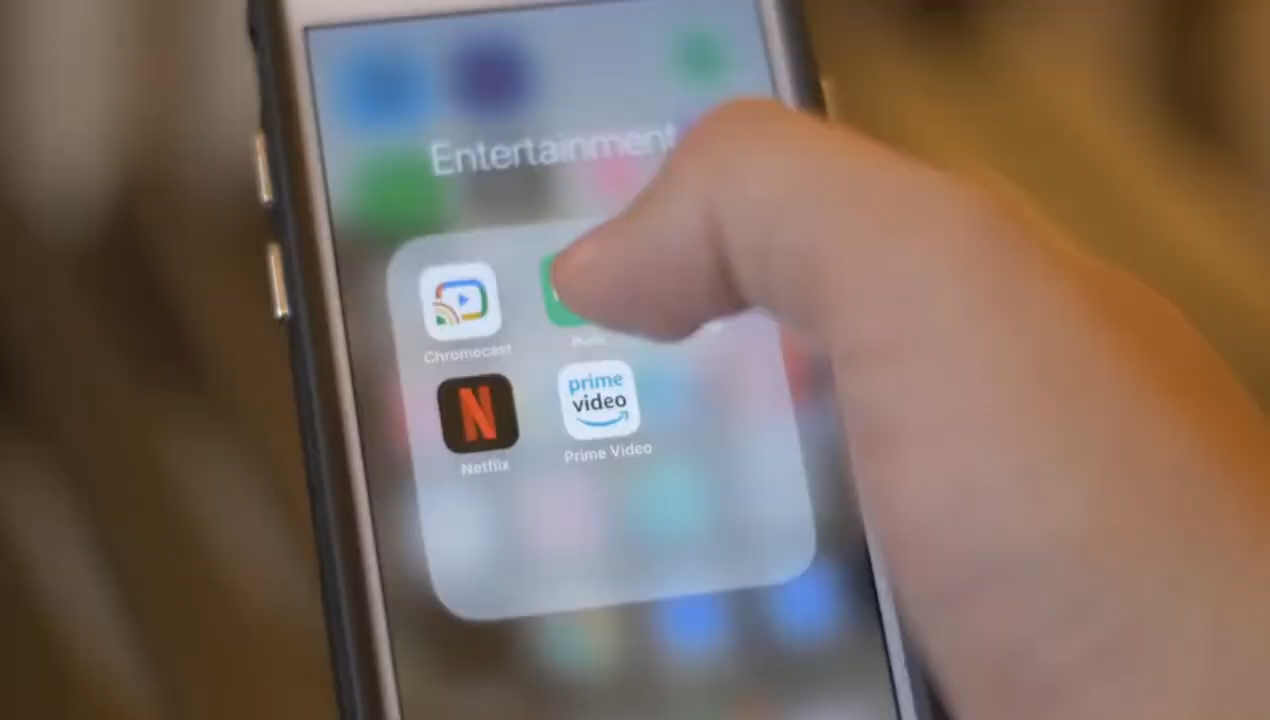 Entertainment
Chromecast
N
prime
video
Netflix
Prime Video